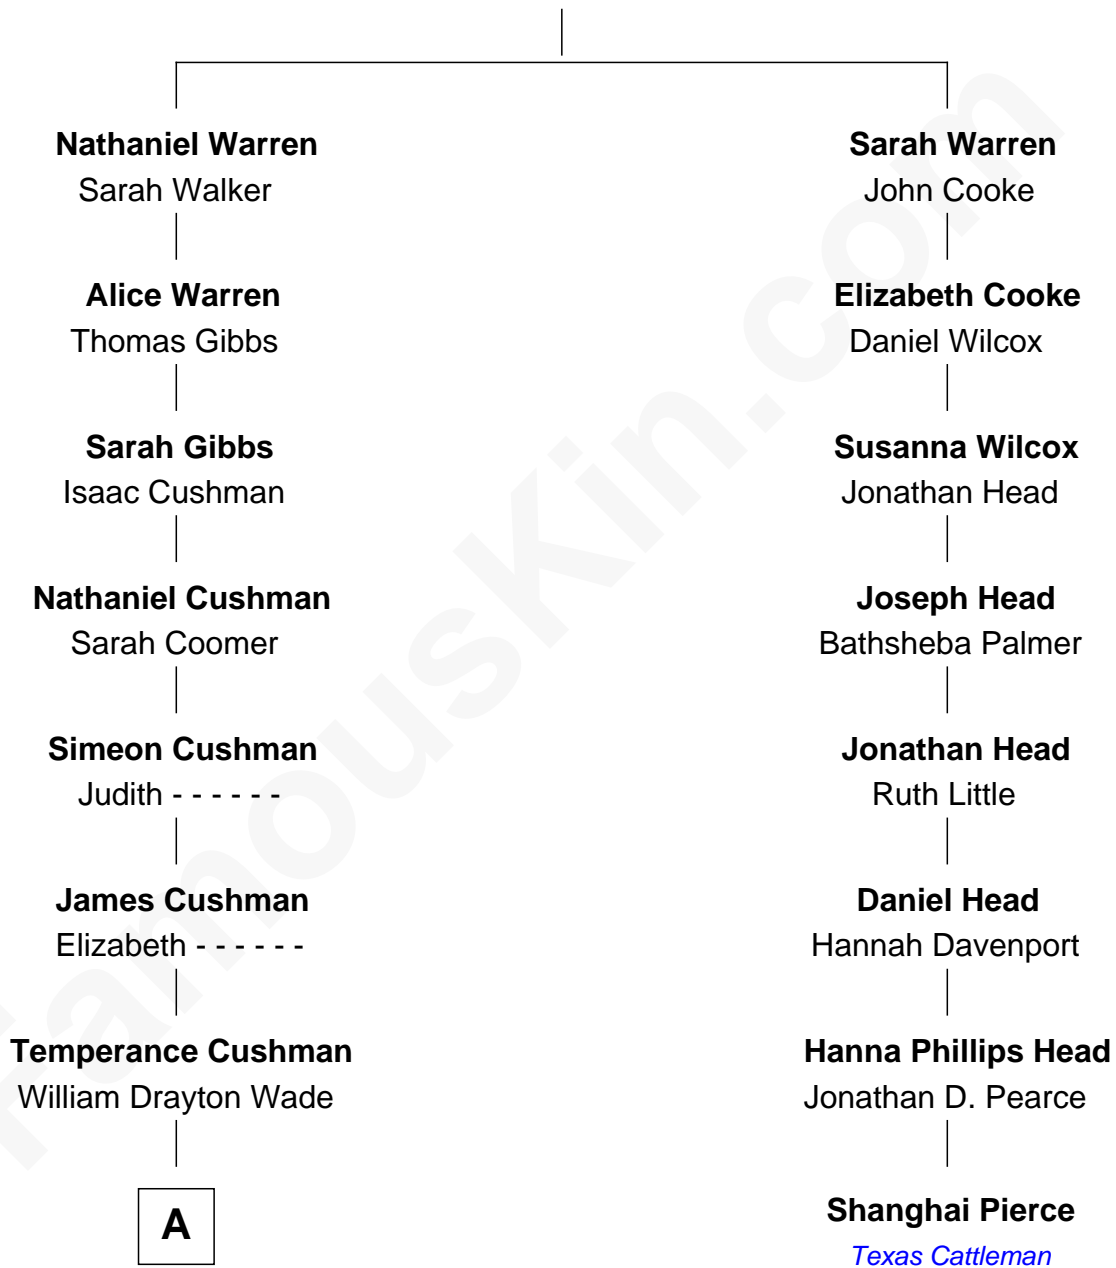 Nathaniel Warren
Sarah Walker
Alice Warren
Thomas Gibbs
Sarah Gibbs
Isaac Cushman
Nathaniel Cushman
Sarah Coomer
Simeon Cushman
Judith - - - - - -
James Cushman
Elizabeth - - - - - -
Temperance Cushman
William Drayton Wade
A
Sarah Warren
John Cooke
Elizabeth Cooke
Daniel Wilcox
Susanna Wilcox
Jonathan Head
Joseph Head
Bathsheba Palmer
Jonathan Head
Ruth Little
Daniel Head
Hannah Davenport
Hanna Phillips Head
Jonathan D. Pearce
Shanghai Pierce
Texas Cattleman
FamousKin.com